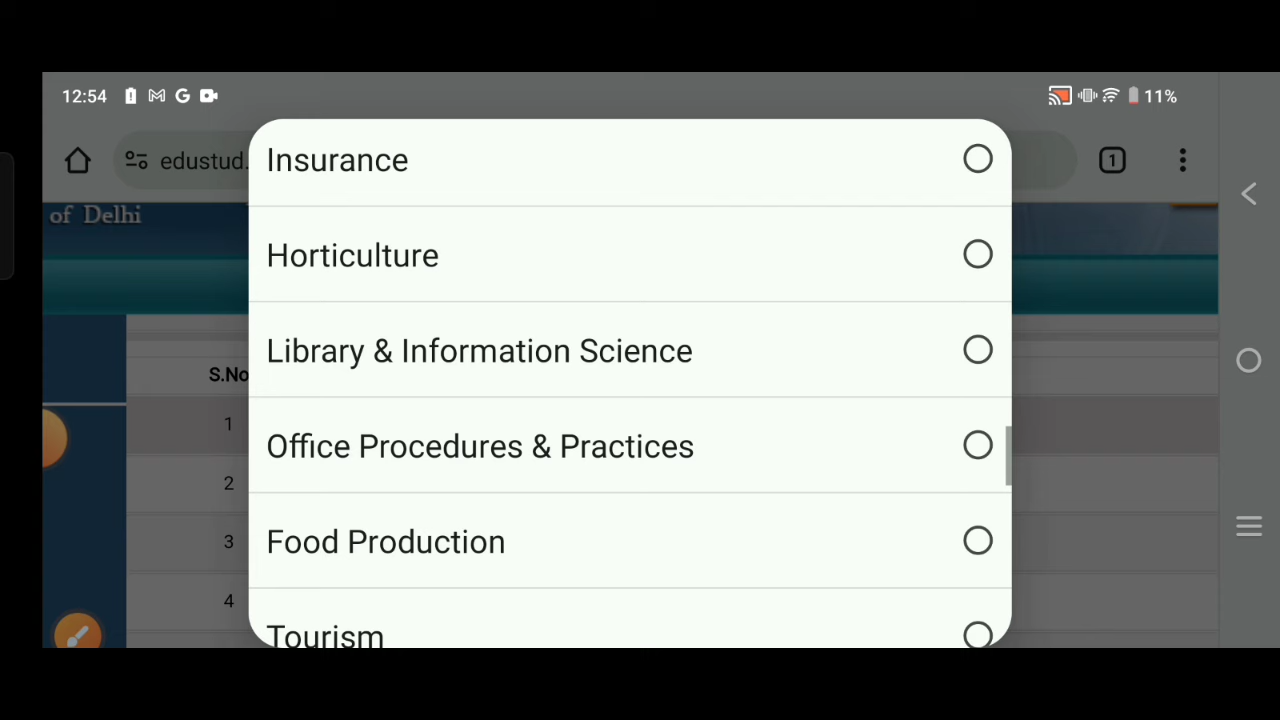 12:54
11%
edustud.
1
of Delhi
S.No
1
2
3
4
Insurance
Horticulture
Library & Information Science
Office Procedures & Practices
Food Production
Tourism